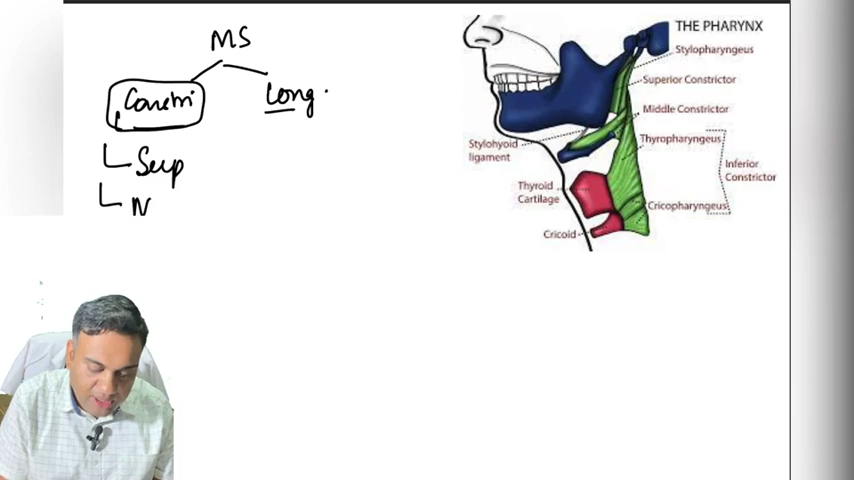 MS
Constri
Long.
Sup
THE PHARYNX
Stylopharyngeus
Superior Constrictor
Middle Constrictor
Thyropharyngeus
Stylohyoid
ligament
Inferior
Constrictor
Thyroid
Cartilage
Cricopharyngeus
Cricoid